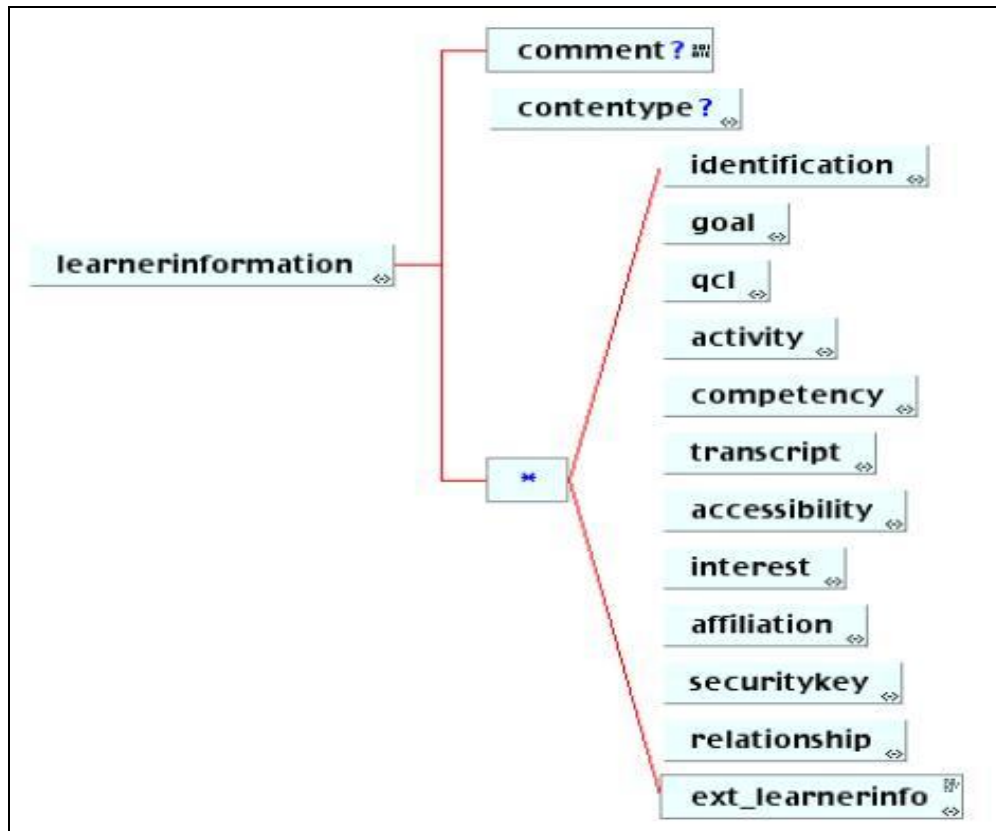 comment?
contentype?
identification
goal
learnerinformation
qcl
activity
competency
transcript
*
accessibility
interest
affiliation
securitykey
relationship
ext_learnerinfo